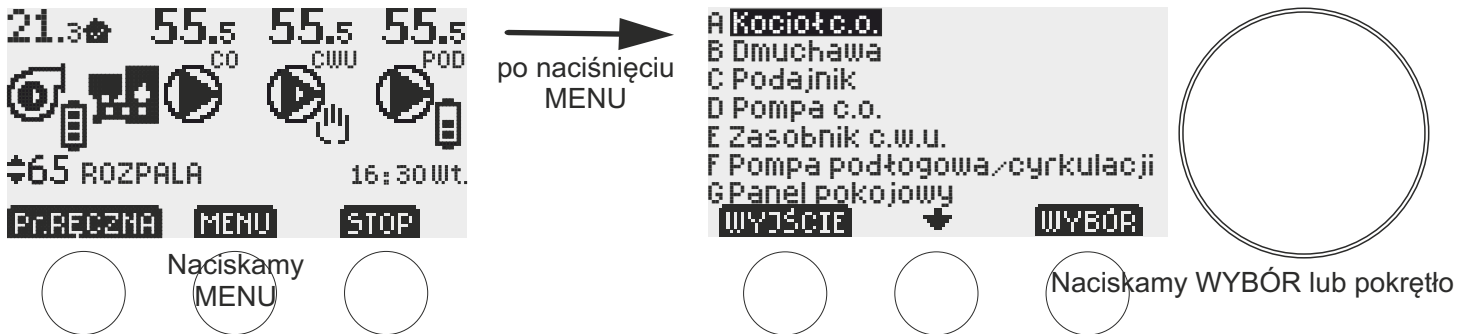 21.3 55.5 55.5 55.5
CO CWU POD
65 ROZPALA 16:30 Wt.
Pr.RĘCZNA MENU STOP
Naciskamy
MENU
po naciśnięciu
MENU
A Kocioł c.o.
B Dmuchawa
C Podajnik
D Pompa c.o.
E Zasobnik c.w.u.
F Pompa podłogowa/cyrkulacji
G Panel pokojowy
WYJŚCIE WYBÓR
Naciskamy WYBÓR lub pokrętło